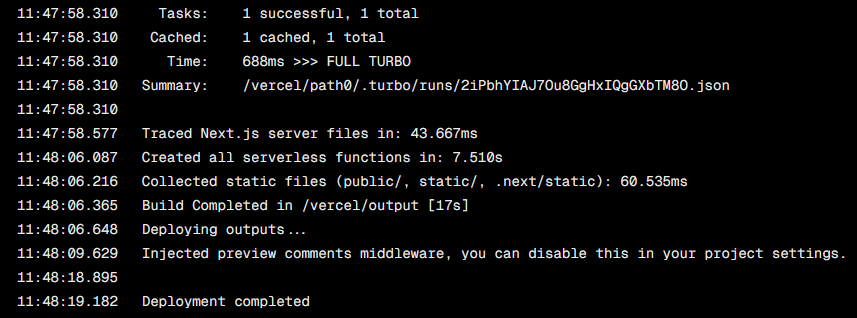 11:47:58.310 Tasks: 1 successful, 1 total
11:47:58.310 Cached: 1 cached, 1 total
11:47:58.310 Time: 688ms >>> FULL TURBO
11:47:58.310 Summary: /vercel/path0/.turbo/runs/2iPbhYIAJ7Ou8GgHxIQgGXbTM8O.json
11:47:58.310
11:47:58.577 Traced Next.js server files in: 43.667ms
11:48:06.087 Created all serverless functions in: 7.510s
11:48:06.216 Collected static files (public/, static/, .next/static): 60.535ms
11:48:06.365 Build Completed in /vercel/output [17s]
11:48:06.648 Deploying outputs...
11:48:09.629 Injected preview comments middleware, you can disable this in your project settings.
11:48:18.895
11:48:19.182 Deployment completed